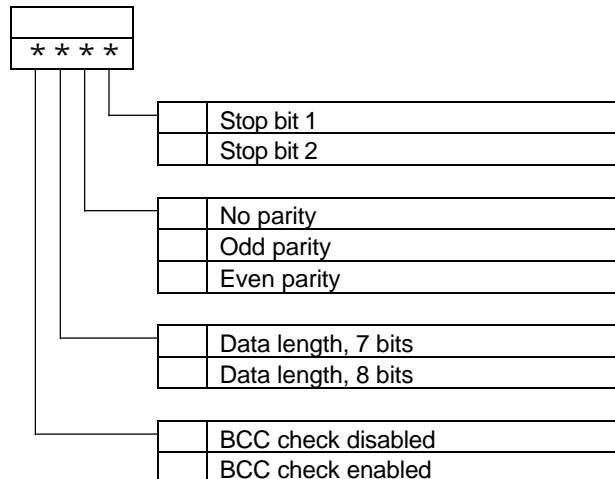 ****
Stop bit 1
Stop bit 2
No parity
Odd parity
Even parity
Data length, 7 bits
Data length, 8 bits
BCC check disabled
BCC check enabled